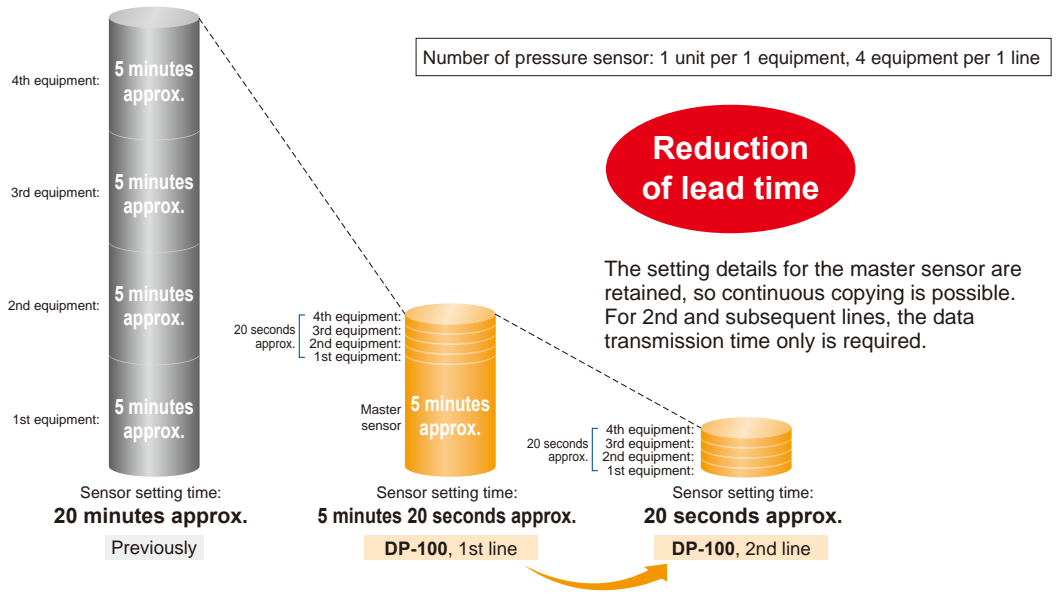 Number of pressure sensor: 1 unit per 1 equipment, 4 equipment per 1 line
Reduction
of lead time
The setting details for the master sensor are
retained, so continuous copying is possible.
For 2nd and subsequent lines, the data
transmission time only is required.
4th equipment:
5 minutes
approx.
3rd equipment:
5 minutes
approx.
2nd equipment:
5 minutes
approx.
1st equipment:
5 minutes
approx.
Sensor setting time:
20 minutes approx.
Previously
20 seconds
approx.
4th equipment:
3rd equipment:
2nd equipment:
1st equipment:
Master
sensor
5 minutes
approx.
Sensor setting time:
5 minutes 20 seconds approx.
DP-100, 1st line
20 seconds
approx.
4th equipment:
3rd equipment:
2nd equipment:
1st equipment:
Sensor setting time:
20 seconds approx.
DP-100, 2nd line